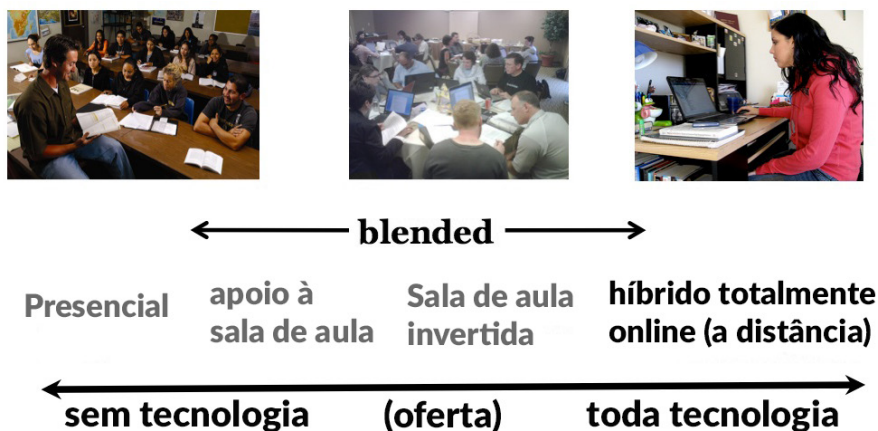 blended
Presencial
apoio à
sala de aula
Sala de aula
invertida
híbrido totalmente
online (a distância)
sem tecnologia
(oferta)
toda tecnologia